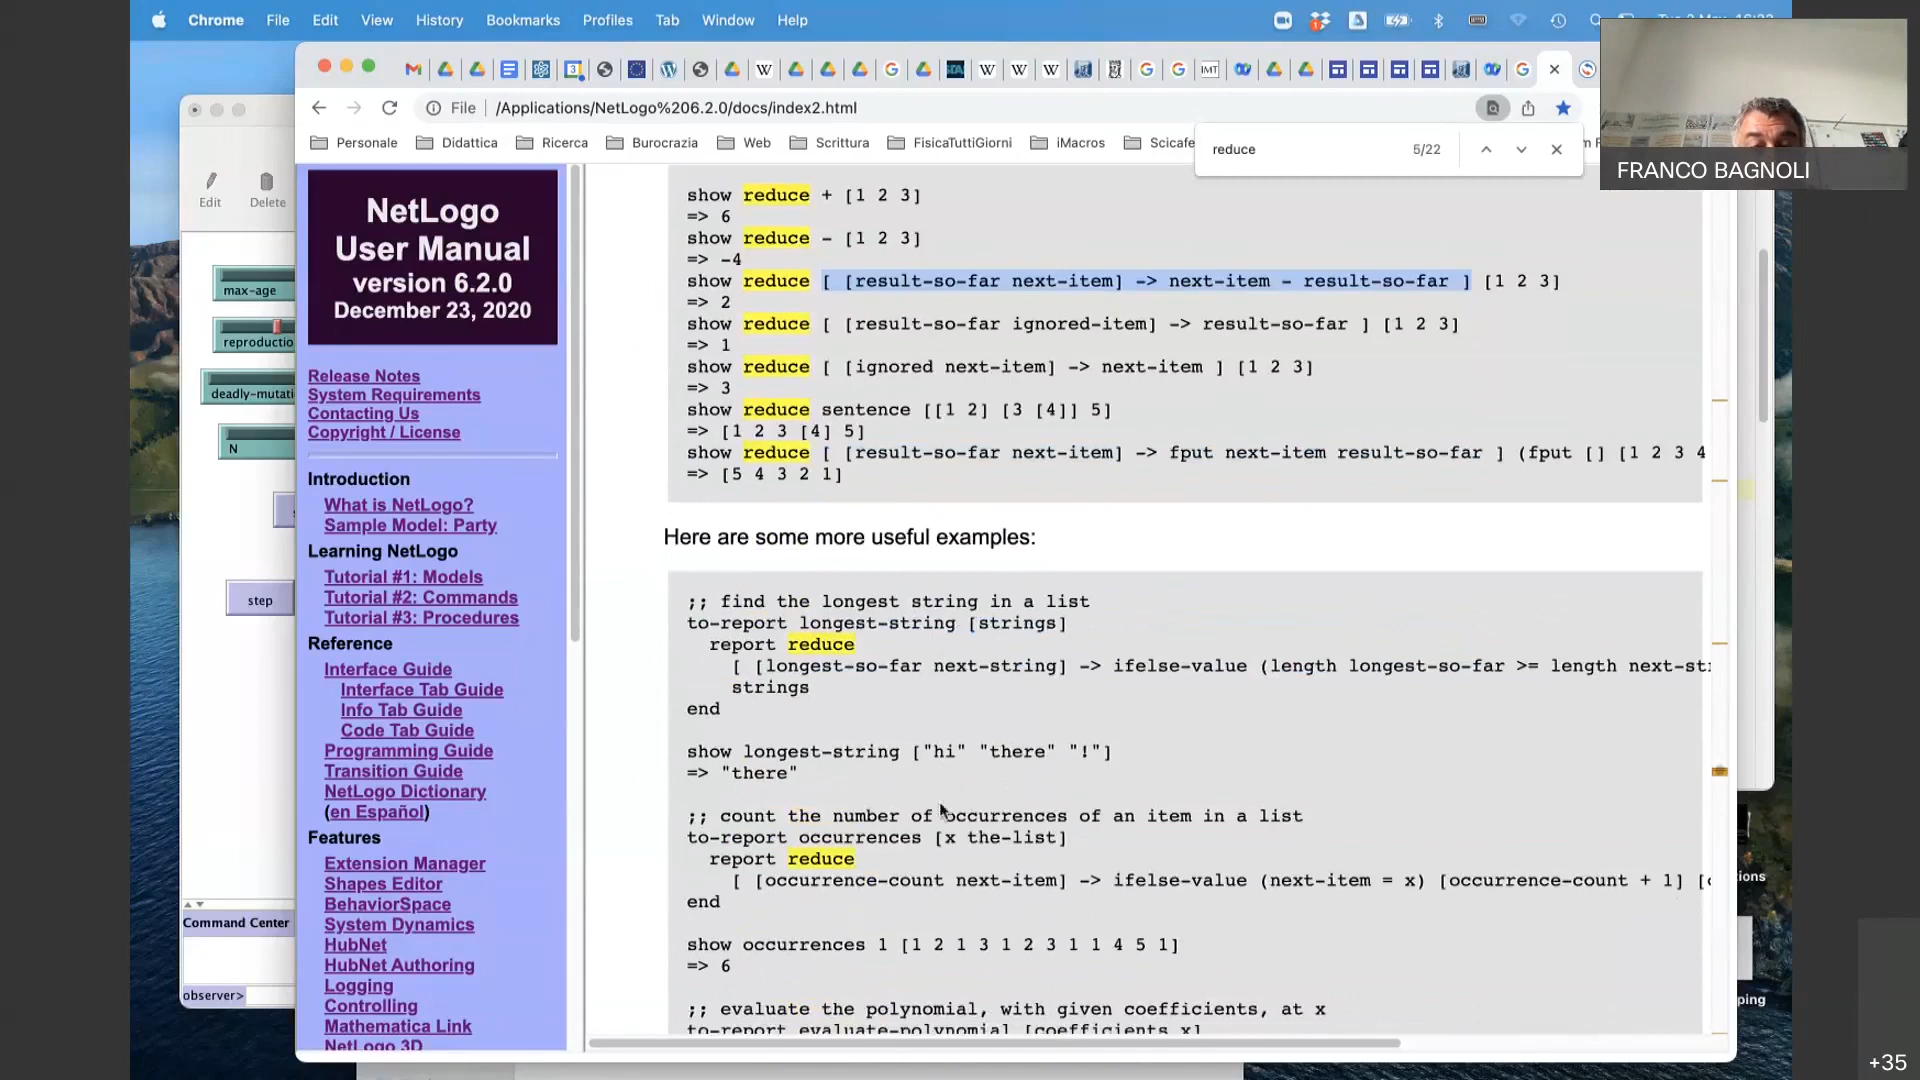 Chrome File Edit View History Bookmarks Profiles Tab Window Help
File /Applications/NetLogo%206.2.0/docs/index2.html
Personale Didattica Ricerca Burocrazia Web Scrittura FisicaTuttiGiorni iMacros Scicafe
reduce 5/22
FRANCO BAGNOLI
Edit Delete
max-age
reproductio
deadly-mutati
N
step
Command Center
observer>
NetLogo
User Manual
version 6.2.0
December 23, 2020
Release Notes
System Requirements
Contacting Us
Copyright / License
Introduction
What is NetLogo?
Sample Model: Party
Learning NetLogo
Tutorial #1: Models
Tutorial #2: Commands
Tutorial #3: Procedures
Reference
Interface Guide
Interface Tab Guide
Info Tab Guide
Code Tab Guide
Programming Guide
Transition Guide
NetLogo Dictionary
(en Español)
Features
Extension Manager
Shapes Editor
BehaviorSpace
System Dynamics
HubNet
HubNet Authoring
Logging
Controlling
Mathematica Link
NetLogo 3D
show reduce + [1 2 3]
=> 6
show reduce - [1 2 3]
=> -4
show reduce [ [result-so-far next-item] -> next-item - result-so-far ] [1 2 3]
=> 2
show reduce [ [result-so-far ignored-item] -> result-so-far ] [1 2 3]
=> 1
show reduce [ [ignored next-item] -> next-item ] [1 2 3]
=> 3
show reduce sentence [[1 2] [3 [4]] 5]
=> [1 2 3 [4] 5]
show reduce [ [result-so-far next-item] -> fput next-item result-so-far ] (fput [] [1 2 3 4
=> [5 4 3 2 1]
Here are some more useful examples:
;; find the longest string in a list
to-report longest-string [strings]
report reduce
[ [longest-so-far next-string] -> ifelse-value (length longest-so-far >= length next-st
strings
end
show longest-string ["hi" "there" "!"]
=> "there"
;; count the number of occurrences of an item in a list
to-report occurrences [x the-list]
report reduce
[ [occurrence-count next-item] -> ifelse-value (next-item = x) [occurrence-count + 1] [
end
show occurrences 1 [1 2 1 3 1 2 3 1 1 4 5 1]
=> 6
;; evaluate the polynomial, with given coefficients, at x
to-report evaluate-polynomial [coefficients x]
ions
ping
+35